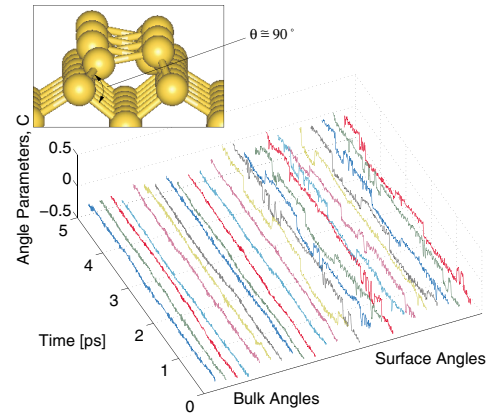 θ ≅ 90°
Angle Parameters, C
0.5
0
−0.5
5
4
3
2
1
0
Time [ps]
Bulk Angles
Surface Angles